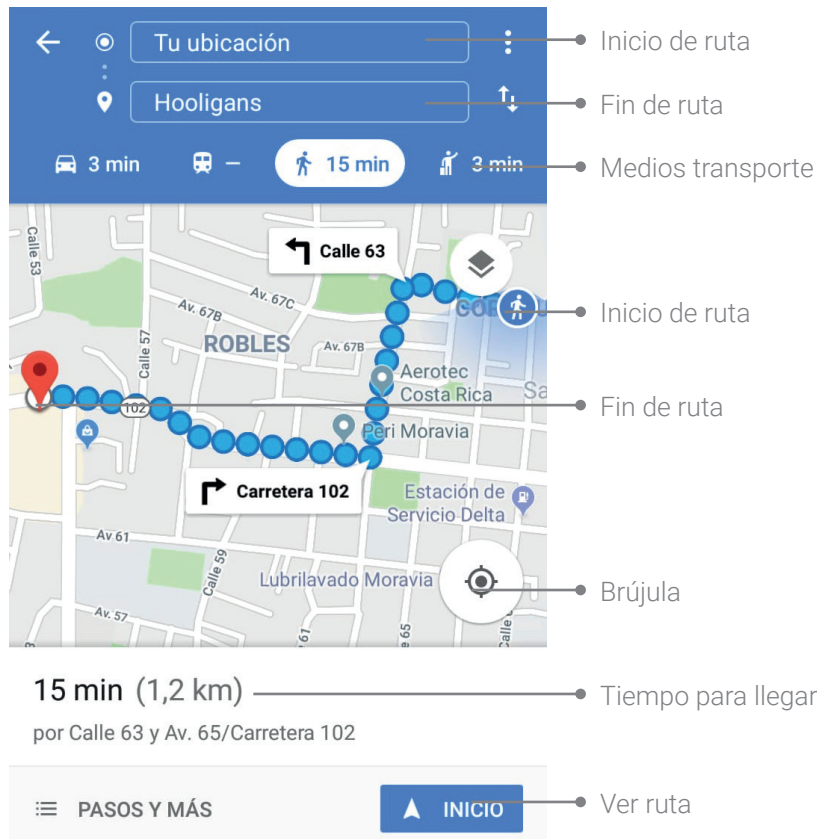 Tu ubicación
Inicio de ruta
Hooligans
Fin de ruta
3 min
–
15 min
3 min
Medios transporte
Calle 53
Calle 63
Av. 67C
Av. 67B
Inicio de ruta
Calle 57
ROBLES
Av. 67B
Aerotec
Costa Rica
Sa
102
Fin de ruta
Peri Moravia
Carretera 102
Estación de
Servicio Delta
Av 61
Calle 59
Lubrilavado Moravia
Brújula
Av. 57
61
65
Calle
15 min (1,2 km)
Tiempo para llegar
por Calle 63 y Av. 65/Carretera 102
PASOS Y MÁS
INICIO
Ver ruta